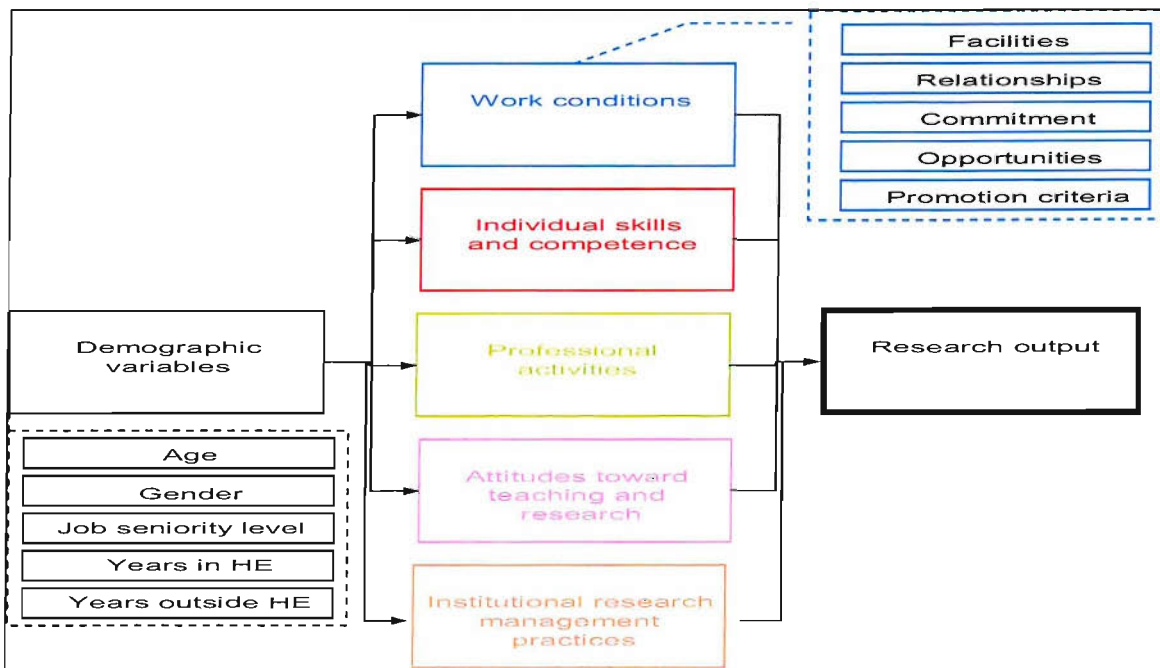 Facilities
Relationships
Commitment
Opportunities
Promotion criteria
Work conditions
Individual skills
and competence
Professional
activities
Attitudes toward
teaching and
research
Institutional research
management
practices
Demographic
variables
Age
Gender
Job seniority level
Years in HE
Years outside HE
Research output